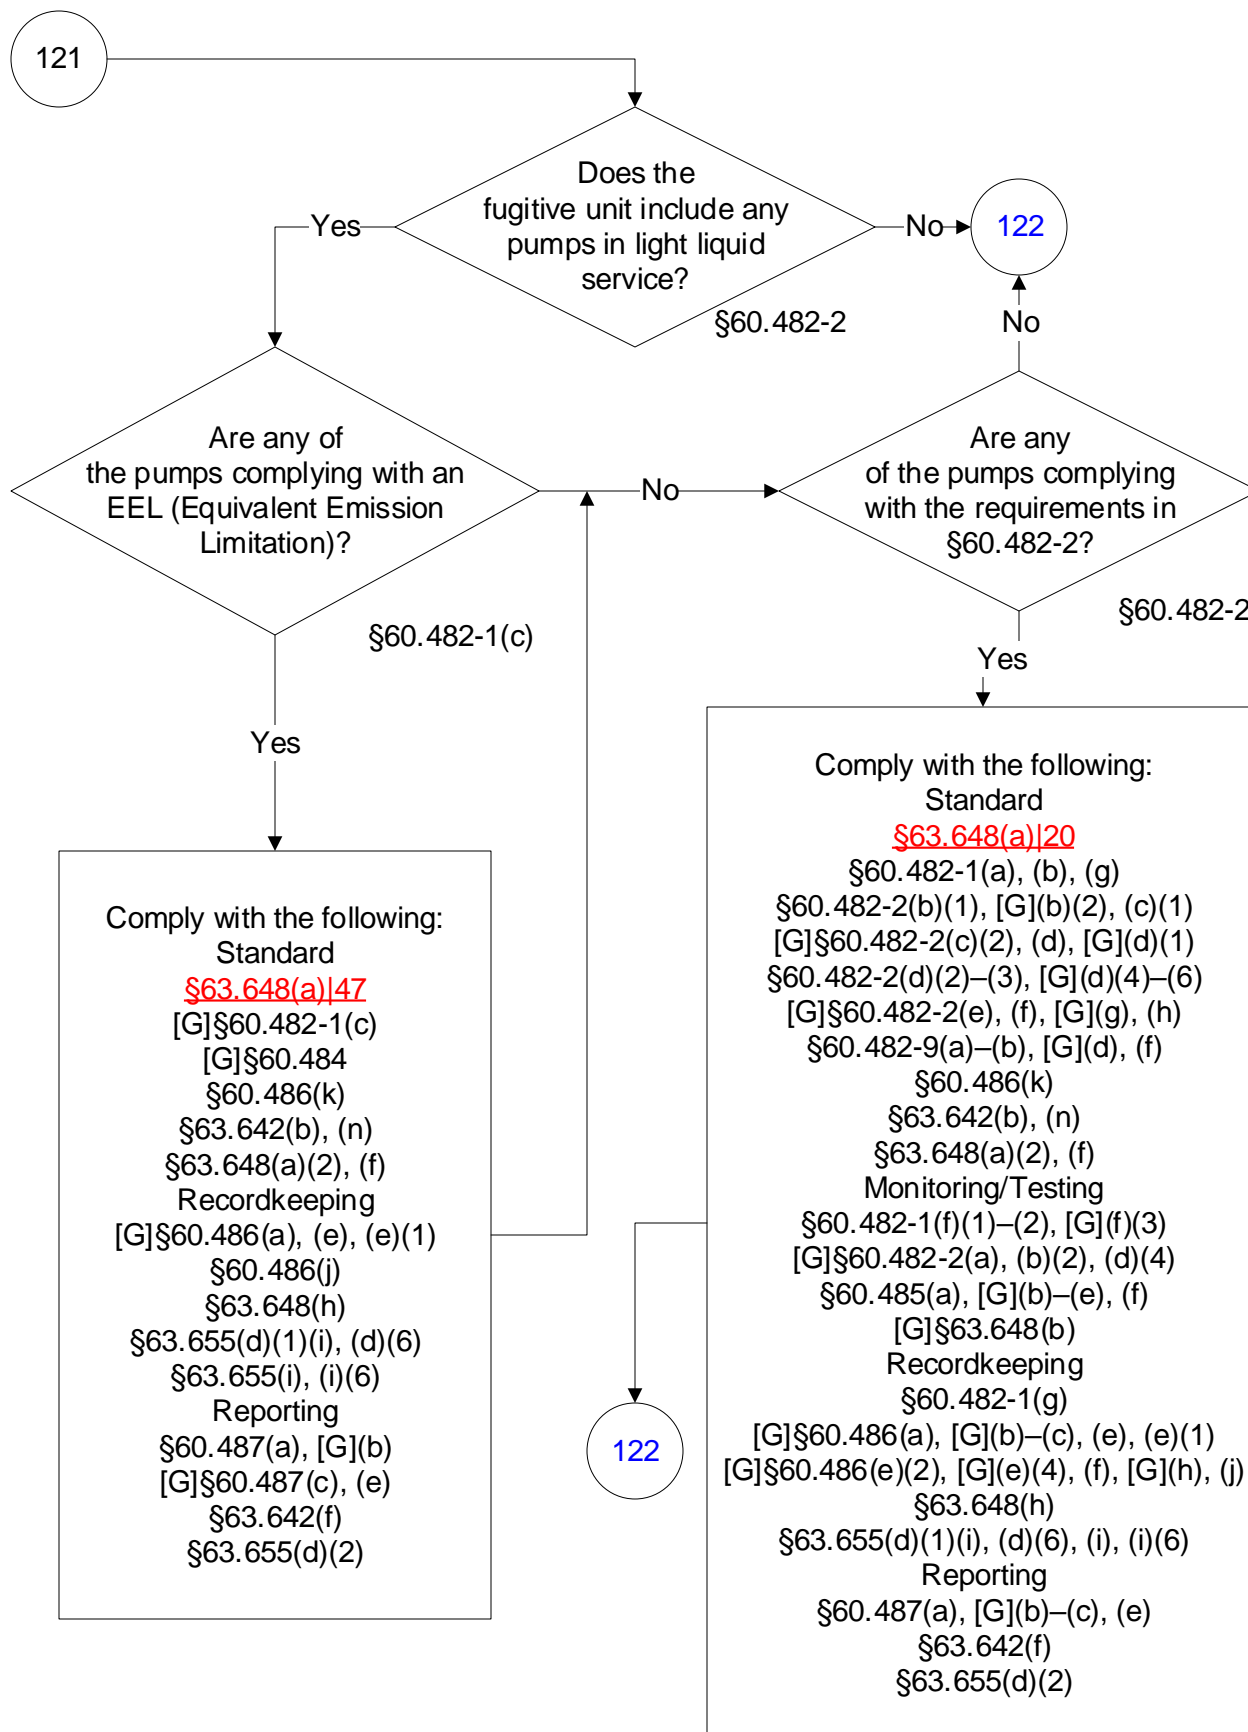 121
Does the
fugitive unit include any
pumps in light liquid
service?
Yes
No
122
§60.482-2
No
Are any of
the pumps complying with an
EEL (Equivalent Emission
Limitation)?
No
Are any
of the pumps complying
with the requirements in
§60.482-2?
§60.482-1(c)
§60.482-2
Yes
Yes
Comply with the following:
Standard
§63.648(a)|47
[G]§60.482-1(c)
[G]§60.484
§60.486(k)
§63.642(b), (n)
§63.648(a)(2), (f)
Recordkeeping
[G]§60.486(a), (e), (e)(1)
§60.486(j)
§63.648(h)
§63.655(d)(1)(i), (d)(6)
§63.655(i), (i)(6)
Reporting
§60.487(a), [G](b)
[G]§60.487(c), (e)
§63.642(f)
§63.655(d)(2)
Comply with the following:
Standard
§63.648(a)|20
§60.482-1(a), (b), (g)
§60.482-2(b)(1), [G](b)(2), (c)(1)
[G]§60.482-2(c)(2), (d), [G](d)(1)
§60.482-2(d)(2)–(3), [G](d)(4)–(6)
[G]§60.482-2(e), (f), [G](g), (h)
§60.482-9(a)–(b), [G](d), (f)
§60.486(k)
§63.642(b), (n)
§63.648(a)(2), (f)
Monitoring/Testing
§60.482-1(f)(1)–(2), [G](f)(3)
[G]§60.482-2(a), (b)(2), (d)(4)
§60.485(a), [G](b)–(e), (f)
[G]§63.648(b)
Recordkeeping
§60.482-1(g)
[G]§60.486(a), [G](b)–(c), (e), (e)(1)
[G]§60.486(e)(2), [G](e)(4), (f), [G](h), (j)
§63.648(h)
§63.655(d)(1)(i), (d)(6), (i), (i)(6)
Reporting
§60.487(a), [G](b)–(c), (e)
§63.642(f)
§63.655(d)(2)
122